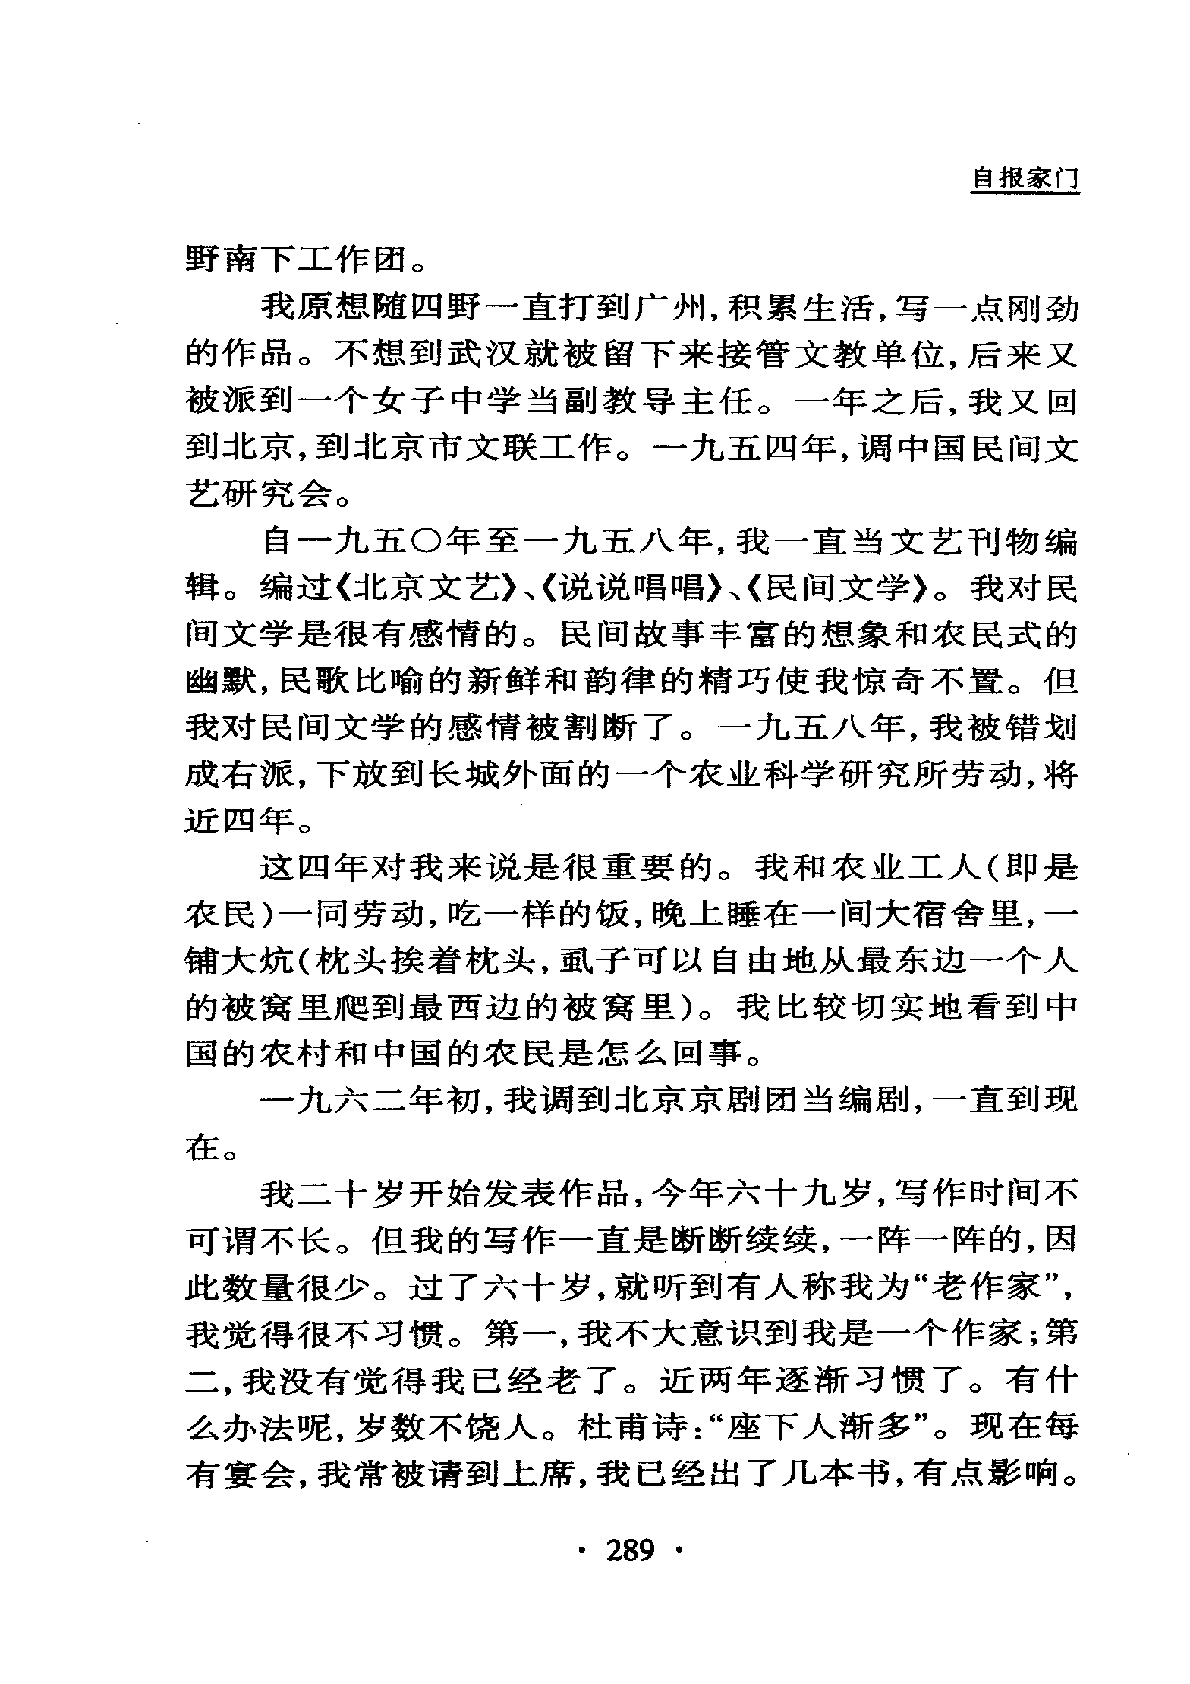 自报家门
野南下工作团。
我原想随四野一直打到广州,积累生活,写一点刚劲
的作品。不想到武汉就被留下来接管文教单位,后来又
被派到一个女子中学当副教导主任。一年之后,我又回
到北京,到北京市文联工作。一九五四年,调中国民间文
艺研究会。
自一九五〇年至一九五八年,我一直当文艺刊物编
辑。编过《北京文艺》、《说说唱唱》、《民间文学》。我对民
间文学是很有感情的。民间故事丰富的想象和农民式的
幽默,民歌比喻的新鲜和韵律的精巧使我惊奇不置。但
我对民间文学的感情被割断了。一九五八年,我被错划
成右派,下放到长城外面的一个农业科学研究所劳动,将
近四年。
这四年对我来说是很重要的。我和农业工人(即是
农民)一同劳动,吃一样的饭,晚上睡在一间大宿舍里,一
铺大炕(枕头挨着枕头,虱子可以自由地从最东边一个人
的被窝里爬到最西边的被窝里)。我比较切实地看到中
国的农村和中国的农民是怎么回事。
一九六二年初,我调到北京京剧团当编剧,一直到现
在。
我二十岁开始发表作品,今年六十九岁,写作时间不
可谓不长。但我的写作一直是断断续续,一阵一阵的,因
此数量很少。过了六十岁,就听到有人称我为“老作家”,
我觉得很不习惯。第一,我不大意识到我是一个作家;第
二,我没有觉得我已经老了。近两年逐渐习惯了。有什
么办法呢,岁数不饶人。杜甫诗:“座下人渐多”。现在每
有宴会,我常被请到上席,我已经出了几本书,有点影响。
· 289 ·